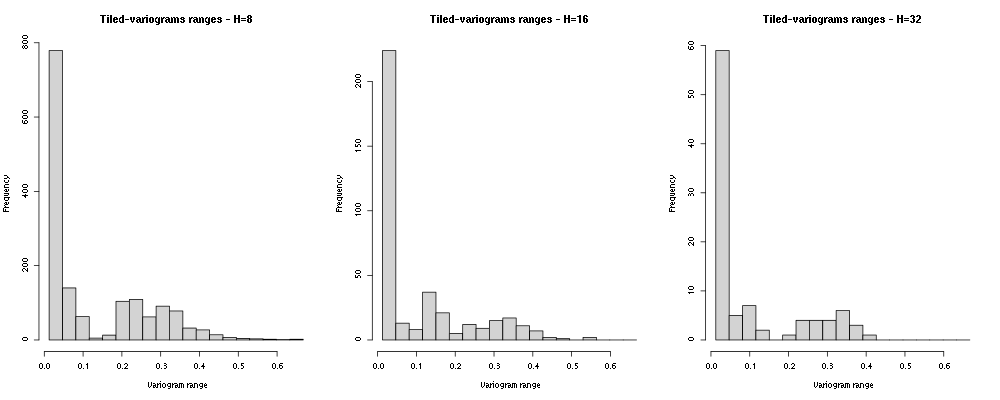 Tiled-variograms ranges - H=8
800
600
400
200
0
Frequency
0.0 0.1 0.2 0.3 0.4 0.5 0.6
Variogram range
Tiled-variograms ranges - H=16
200
150
100
50
0
Frequency
0.0 0.1 0.2 0.3 0.4 0.5 0.6
Variogram range
Tiled-variograms ranges - H=32
60
50
40
30
20
10
0
Frequency
0.0 0.1 0.2 0.3 0.4 0.5 0.6
Variogram range